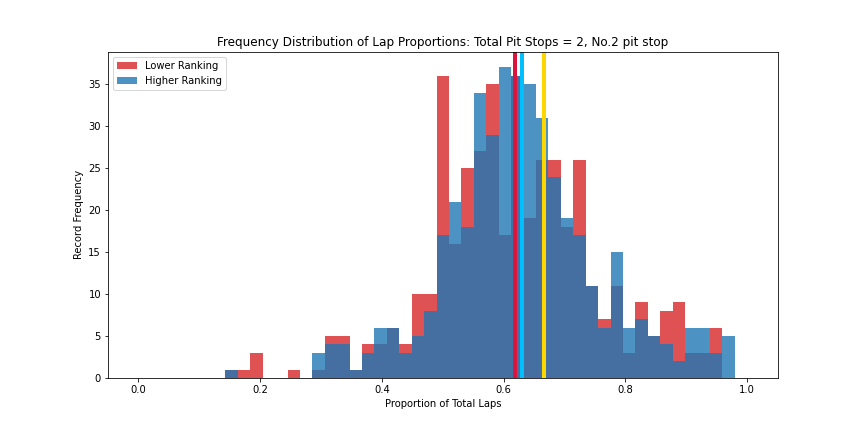 Frequency Distribution of Lap Proportions: Total Pit Stops = 2, No.2 pit stop
Lower Ranking
Higher Ranking
Record Frequency
35
30
25
20
15
10
5
0
0.0 0.2 0.4 0.6 0.8 1.0
Proportion of Total Laps